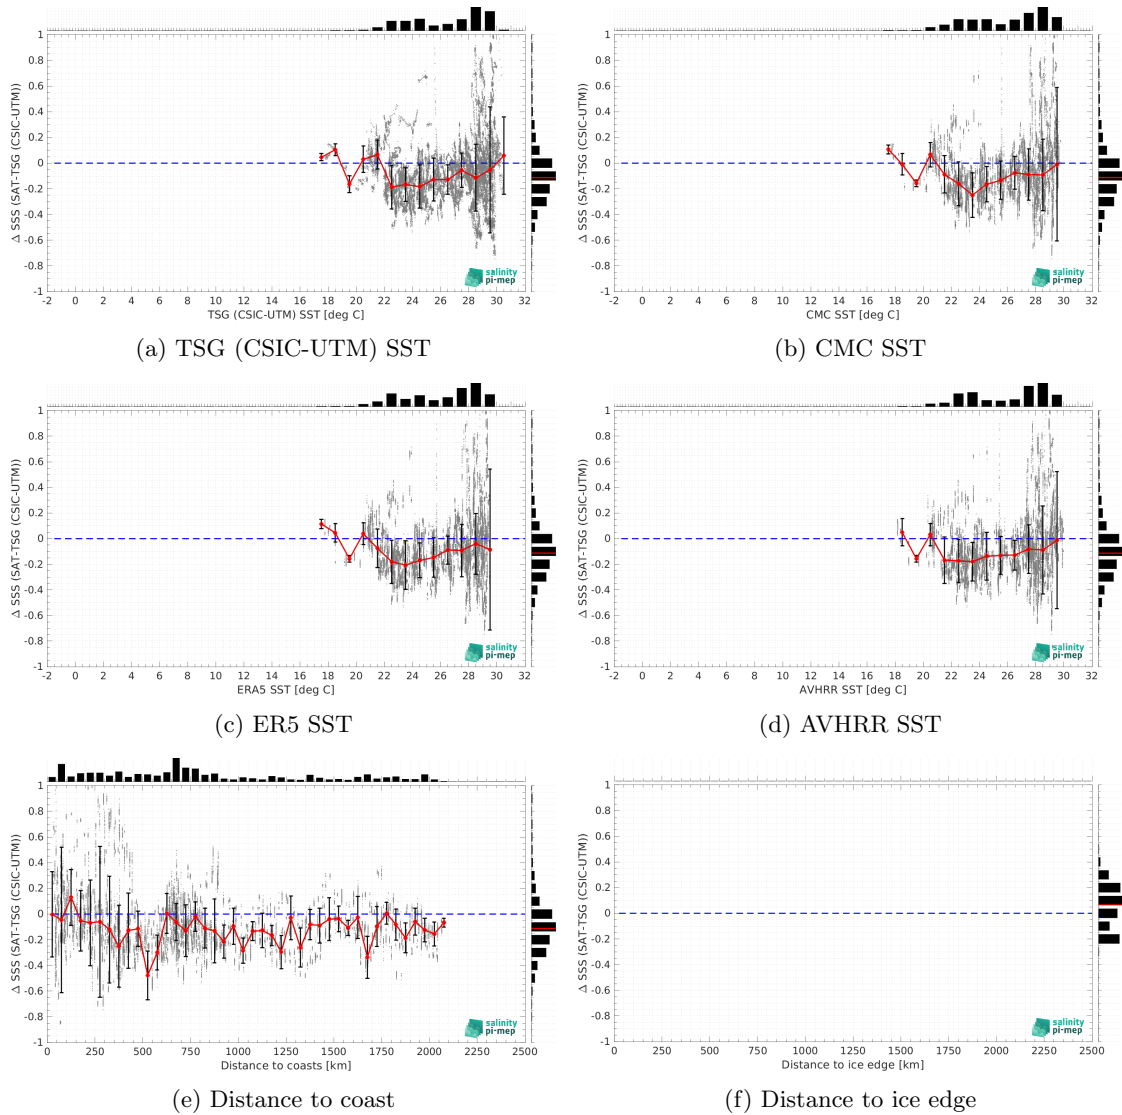 1
0.8
0.6
0.4
0.2
0
-0.2
-0.4
-0.6
-0.8
-1
Δ SSS (SAT-TSG (CSIC-UTM))
salinity
pi-mep
-2 0 2 4 6 8 10 12 14 16 18 20 22 24 26 28 30 32
TSG (CSIC-UTM) SST [deg C]
(a) TSG (CSIC-UTM) SST
1
0.8
0.6
0.4
0.2
0
-0.2
-0.4
-0.6
-0.8
-1
Δ SSS (SAT-TSG (CSIC-UTM))
salinity
pi-mep
-2 0 2 4 6 8 10 12 14 16 18 20 22 24 26 28 30 32
CMC SST [deg C]
(b) CMC SST
1
0.8
0.6
0.4
0.2
0
-0.2
-0.4
-0.6
-0.8
-1
Δ SSS (SAT-TSG (CSIC-UTM))
salinity
pi-mep
-2 0 2 4 6 8 10 12 14 16 18 20 22 24 26 28 30 32
ERA5 SST [deg C]
(c) ER5 SST
1
0.8
0.6
0.4
0.2
0
-0.2
-0.4
-0.6
-0.8
-1
Δ SSS (SAT-TSG (CSIC-UTM))
salinity
pi-mep
-2 0 2 4 6 8 10 12 14 16 18 20 22 24 26 28 30 32
AVHRR SST [deg C]
(d) AVHRR SST
1
0.8
0.6
0.4
0.2
0
-0.2
-0.4
-0.6
-0.8
-1
Δ SSS (SAT-TSG (CSIC-UTM))
salinity
pi-mep
0 250 500 750 1000 1250 1500 1750 2000 2250 2500
Distance to coasts [km]
(e) Distance to coast
1
0.8
0.6
0.4
0.2
0
-0.2
-0.4
-0.6
-0.8
-1
Δ SSS (SAT-TSG (CSIC-UTM))
salinity
pi-mep
0 250 500 750 1000 1250 1500 1750 2000 2250 2500
Distance to ice edge [km]
(f) Distance to ice edge